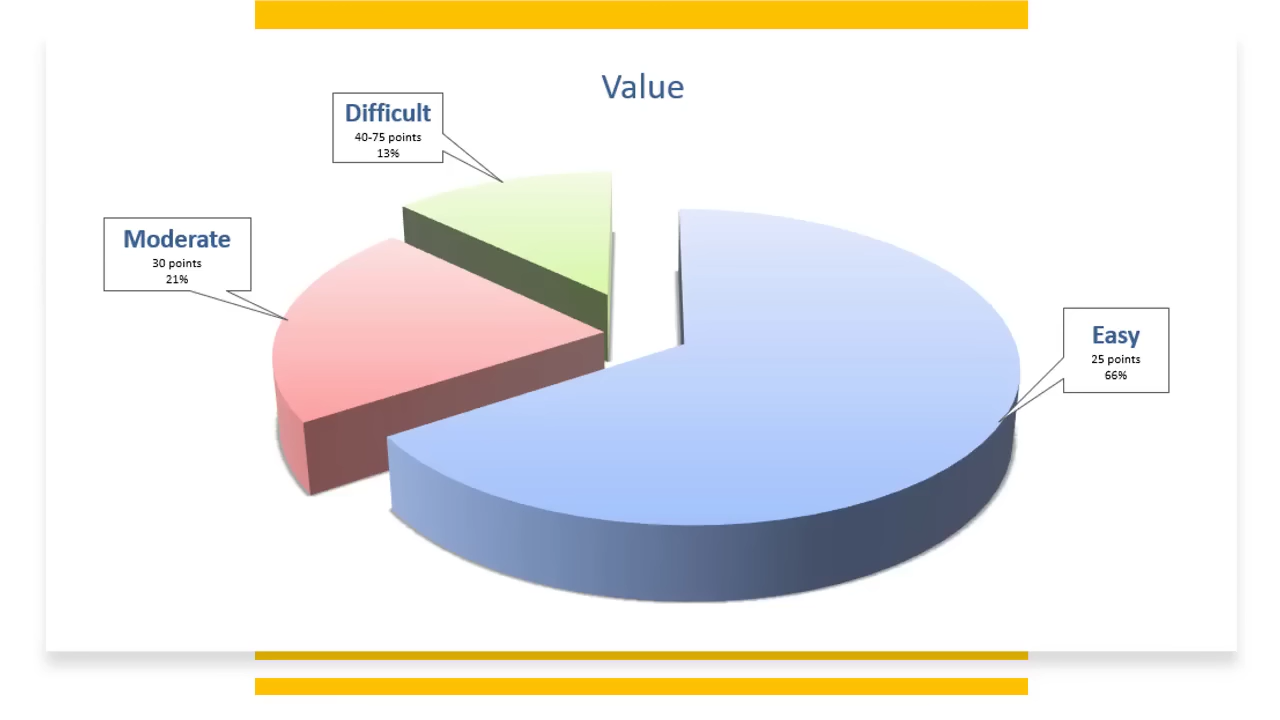 Value
Difficult
40-75 points
13%
Moderate
30 points
21%
Easy
25 points
66%